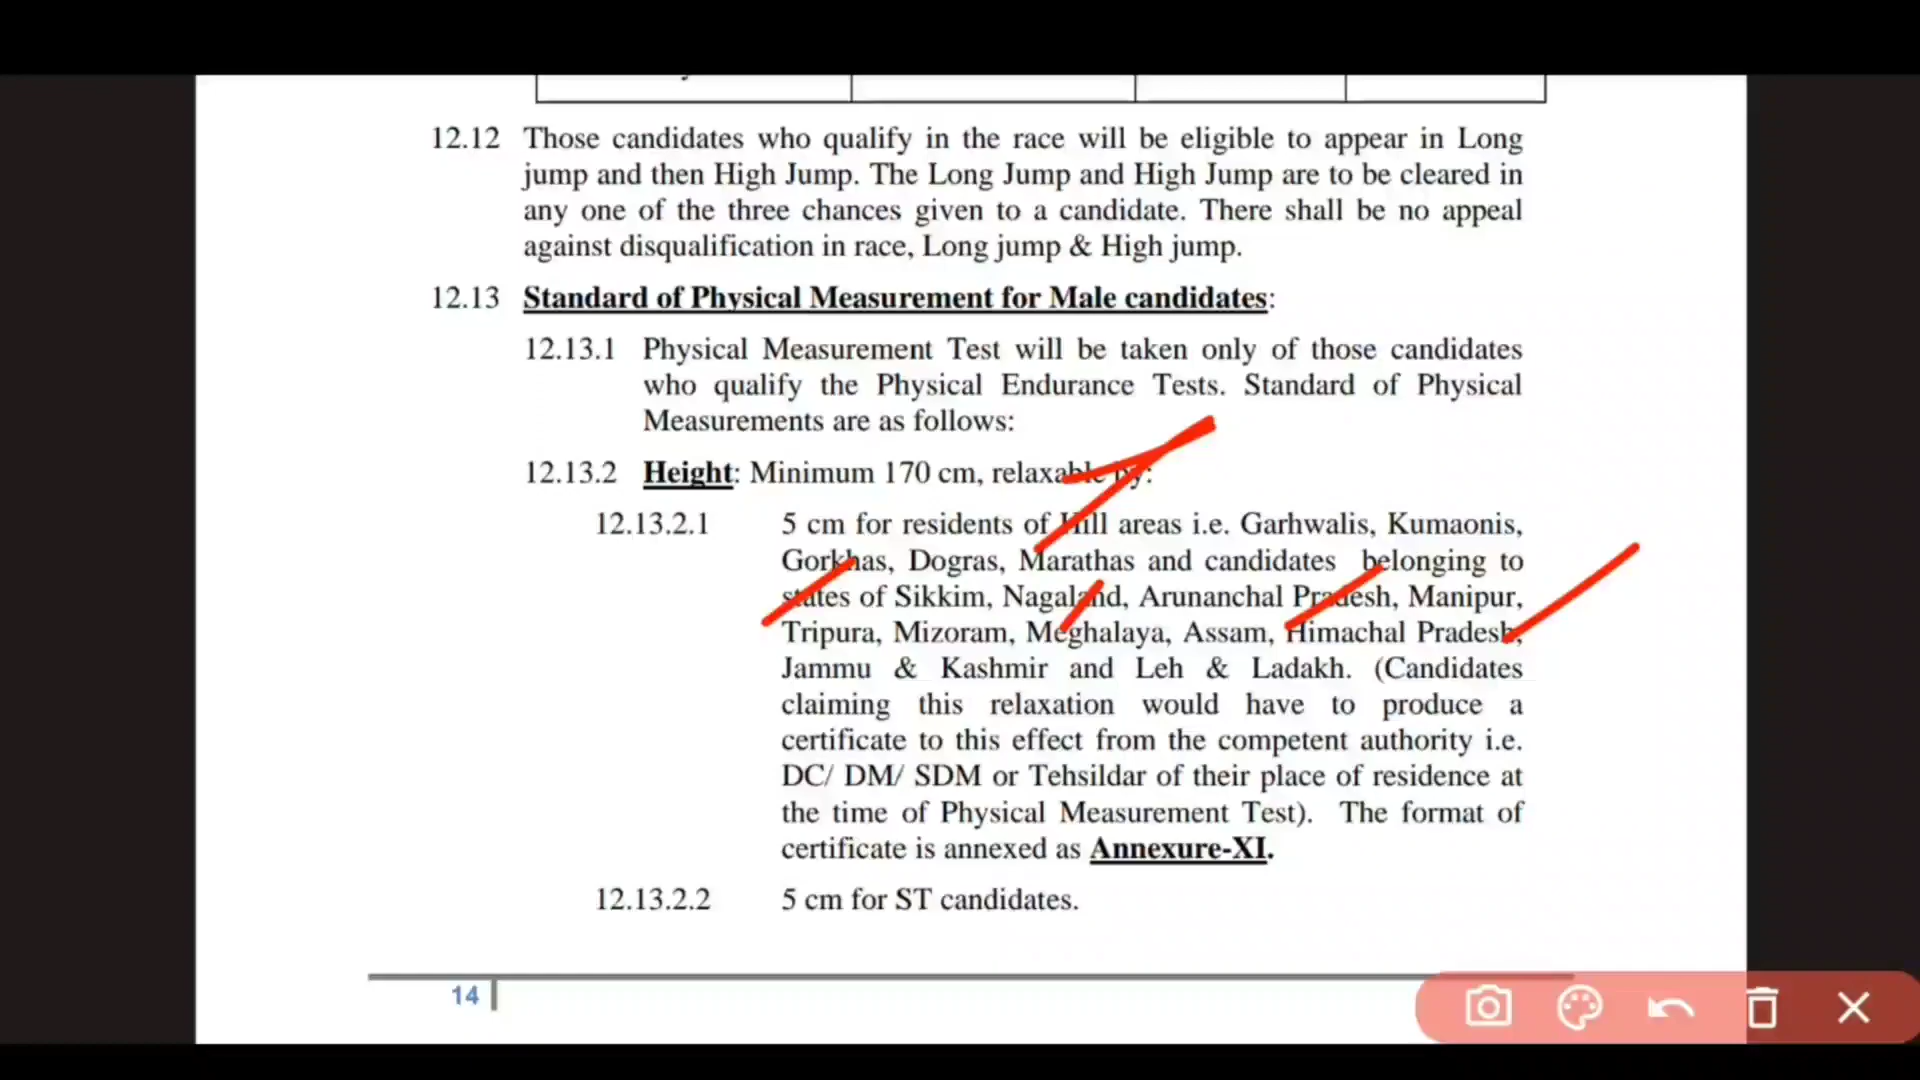 12.12 Those candidates who qualify in the race will be eligible to appear in Long
jump and then High Jump. The Long Jump and High Jump are to be cleared in
any one of the three chances given to a candidate. There shall be no appeal
against disqualification in race, Long jump & High jump.
12.13 Standard of Physical Measurement for Male candidates:
12.13.1 Physical Measurement Test will be taken only of those candidates
who qualify the Physical Endurance Tests. Standard of Physical
Measurements are as follows:
12.13.2 Height: Minimum 170 cm, relaxable by:
12.13.2.1 5 cm for residents of Hill areas i.e. Garhwalis, Kumaonis,
Gorkhas, Dogras, Marathas and candidates belonging to
states of Sikkim, Nagaland, Arunanchal Pradesh, Manipur,
Tripura, Mizoram, Meghalaya, Assam, Himachal Pradesh,
Jammu & Kashmir and Leh & Ladakh. (Candidates
claiming this relaxation would have to produce a
certificate to this effect from the competent authority i.e.
DC/ DM/ SDM or Tehsildar of their place of residence at
the time of Physical Measurement Test). The format of
certificate is annexed as Annexure-XI.
12.13.2.2 5 cm for ST candidates.
14